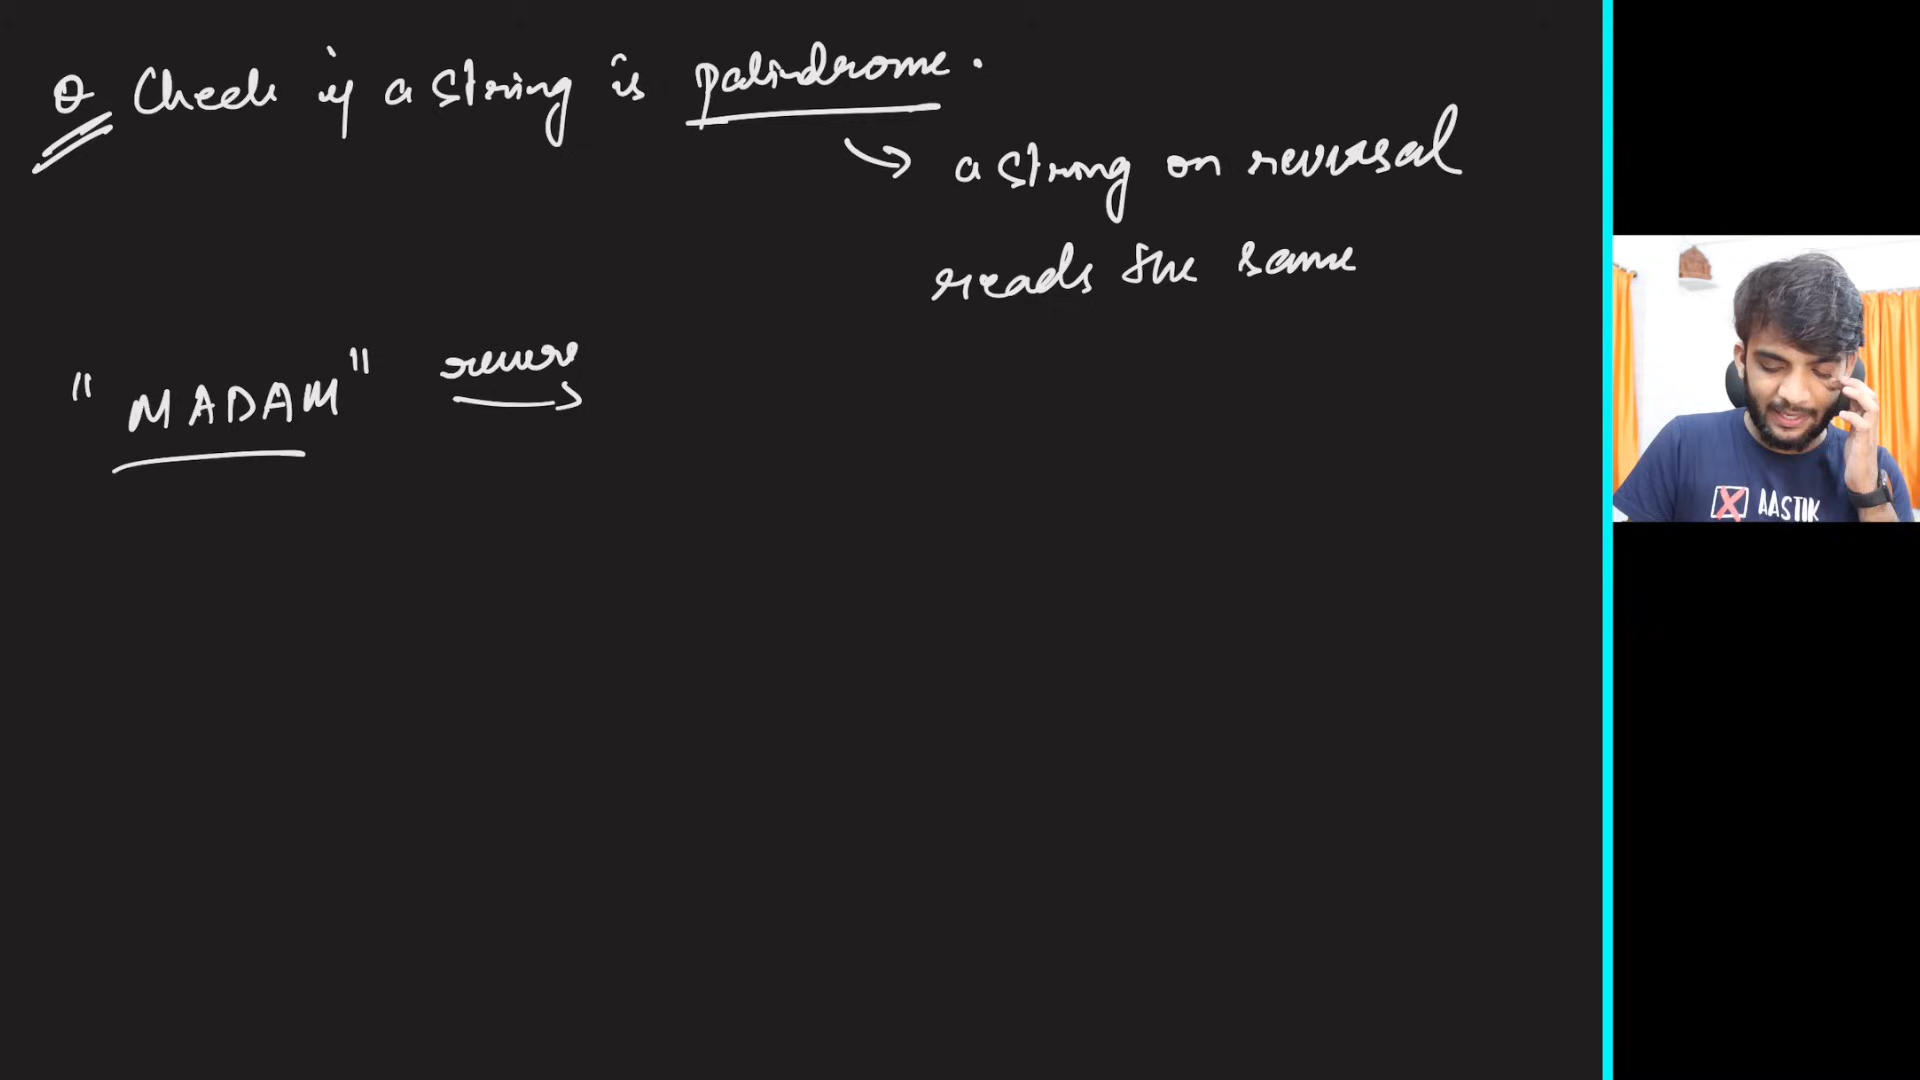 Q Check if a string is palindrome.
a string on reversal
reads the same
"MADAM" reverse
AASTIK